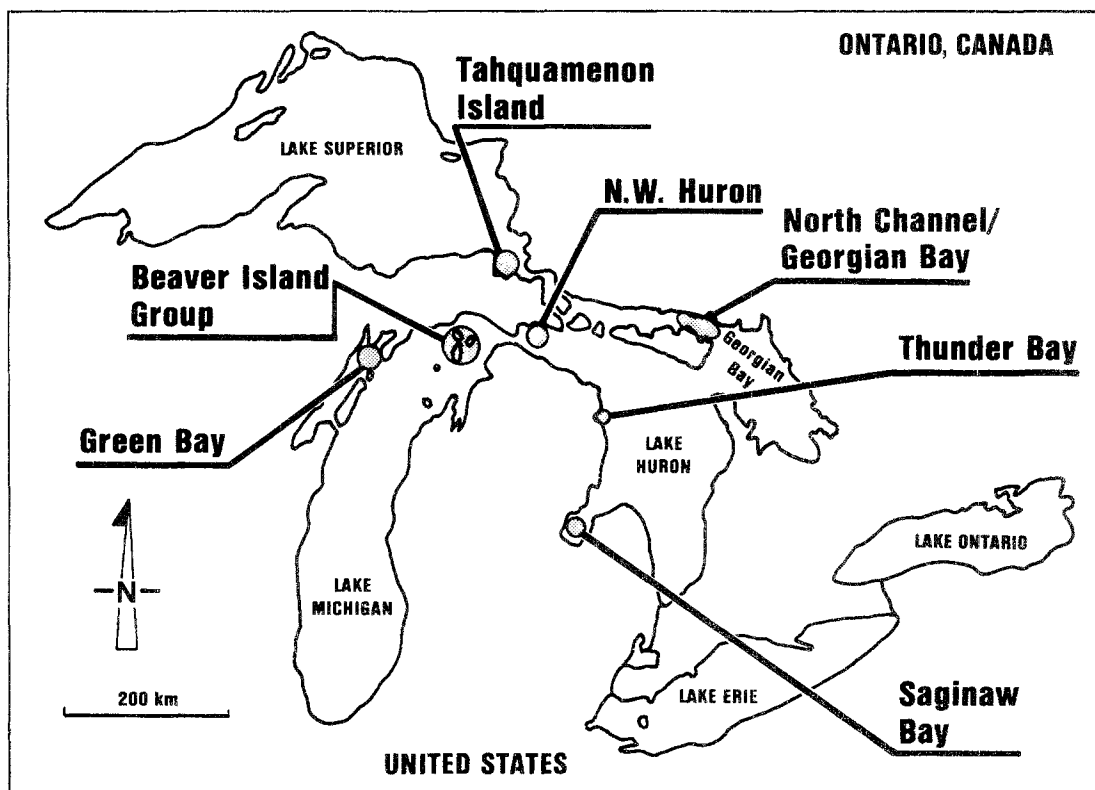 ONTARIO, CANADA
Tahquamenon
Island
LAKE SUPERIOR
N.W. Huron
North Channel/
Georgian Bay
Beaver Island
Group
Georgian
Bay
Thunder Bay
Green Bay
LAKE
HURON
LAKE ONTARIO
N
LAKE
MICHIGAN
200 km
LAKE ERIE
Saginaw
Bay
UNITED STATES